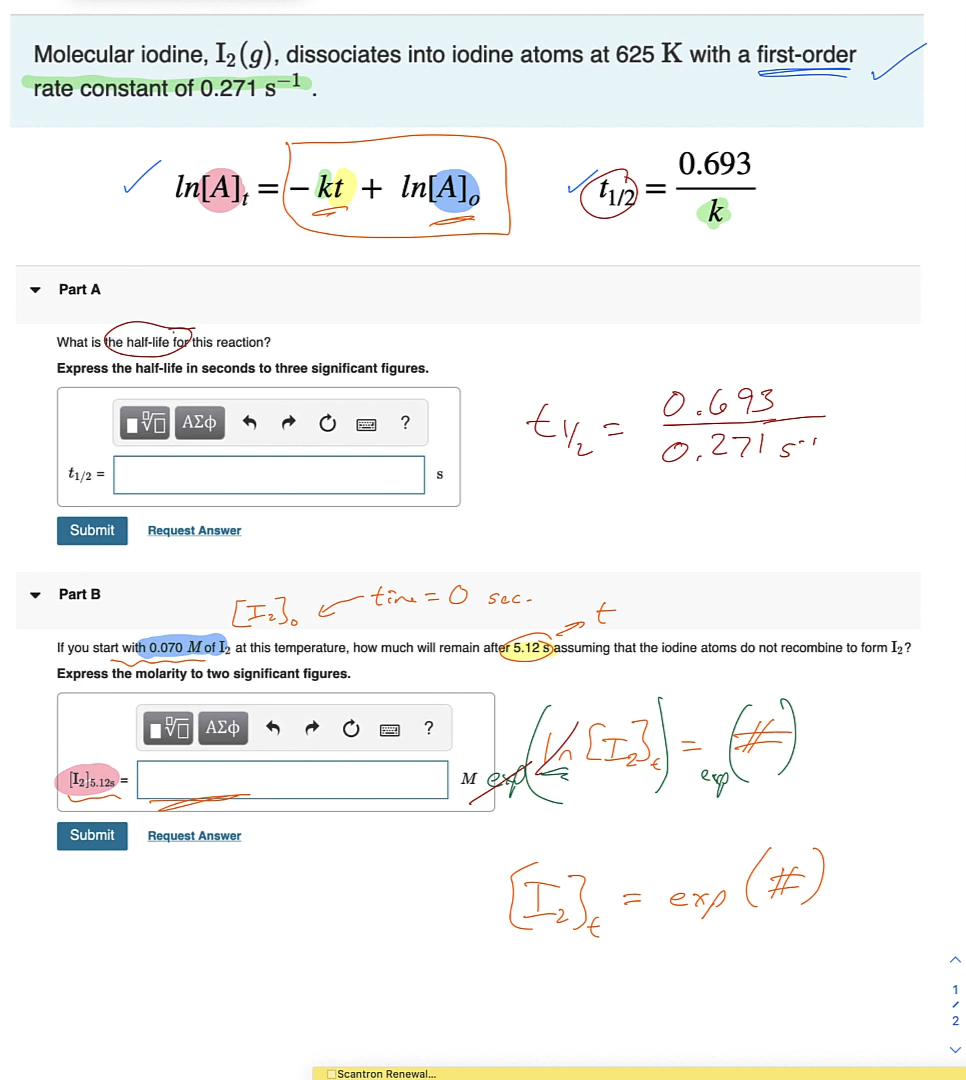 Molecular iodine, I₂(g), dissociates into iodine atoms at 625 K with a first-order
rate constant of 0.271 s⁻¹ .
ln[A]ₜ = − kt + ln[A]ₒ
t₁/₂ = 0.693 / k
Part A
What is the half-life for this reaction?
Express the half-life in seconds to three significant figures.
ΑΣϕ ?
t₁/₂ = s
t½ = 0.693 / 0.271 s⁻¹
Submit Request Answer
Part B
[I₂]₀ ← time = 0 sec.
t
If you start with 0.070 M of I₂ at this temperature, how much will remain after 5.12 s assuming that the iodine atoms do not recombine to form I₂?
Express the molarity to two significant figures.
ΑΣϕ ?
[I₂]₅.₁₂ₛ = M
exp(ln [I₂]ₜ) = exp(#)
Submit Request Answer
[I₂]ₜ = exp (#)
1
/
2
Scantron Renewal...